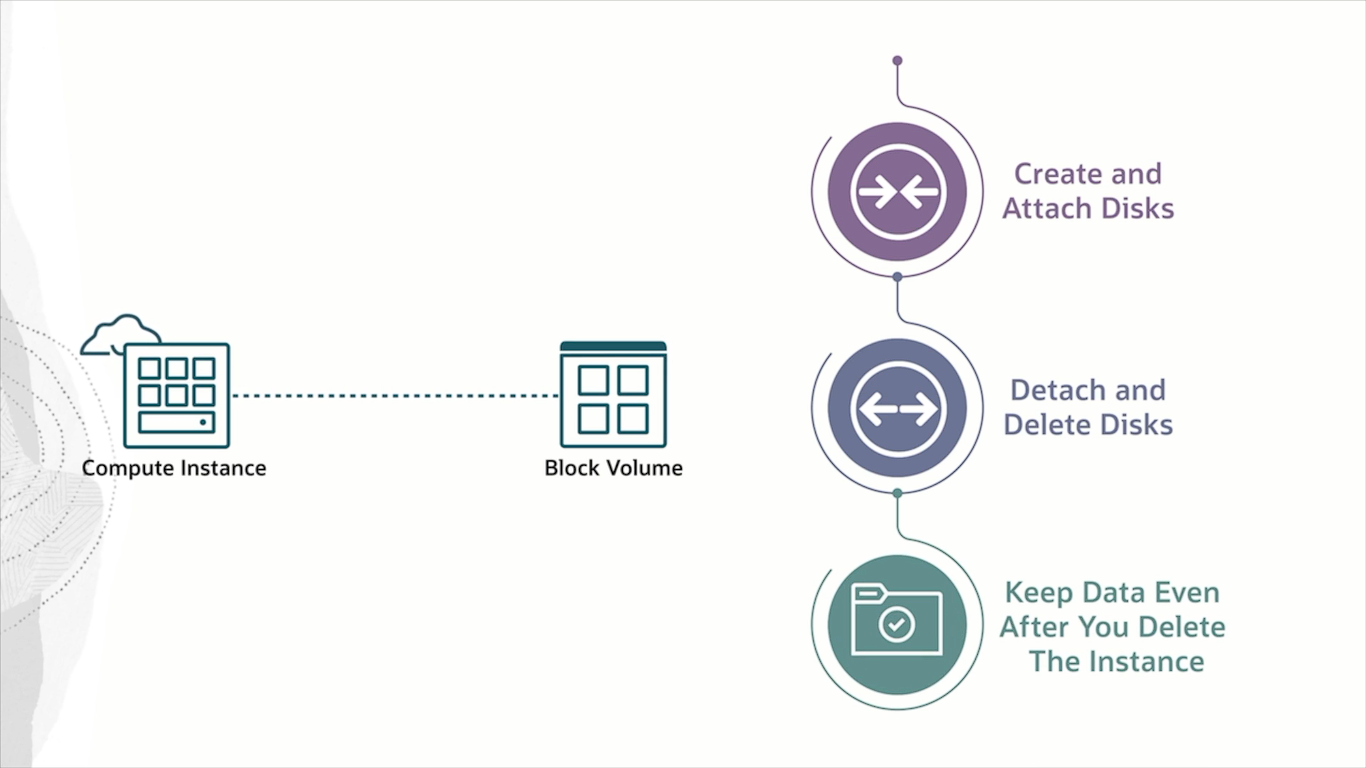 Compute Instance
Block Volume
Create and
Attach Disks
Detach and
Delete Disks
Keep Data Even
After You Delete
The Instance